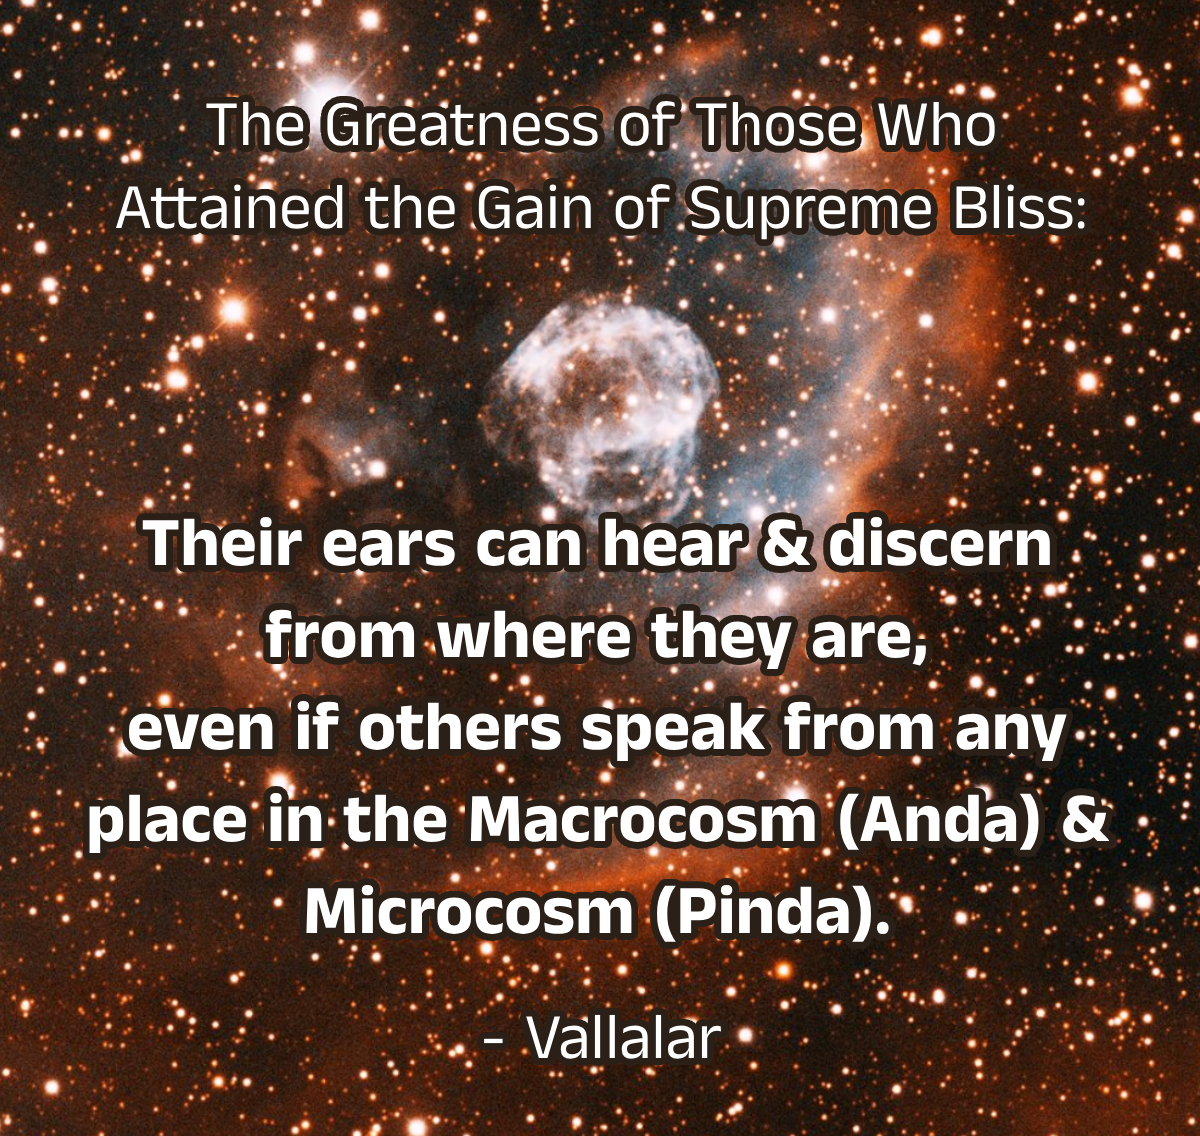 The Greatness of Those Who
Attained the Gain of Supreme Bliss:
Their ears can hear & discern
from where they are,
even if others speak from any
place in the Macrocosm (Anda) &
Microcosm (Pinda).
- Vallalar